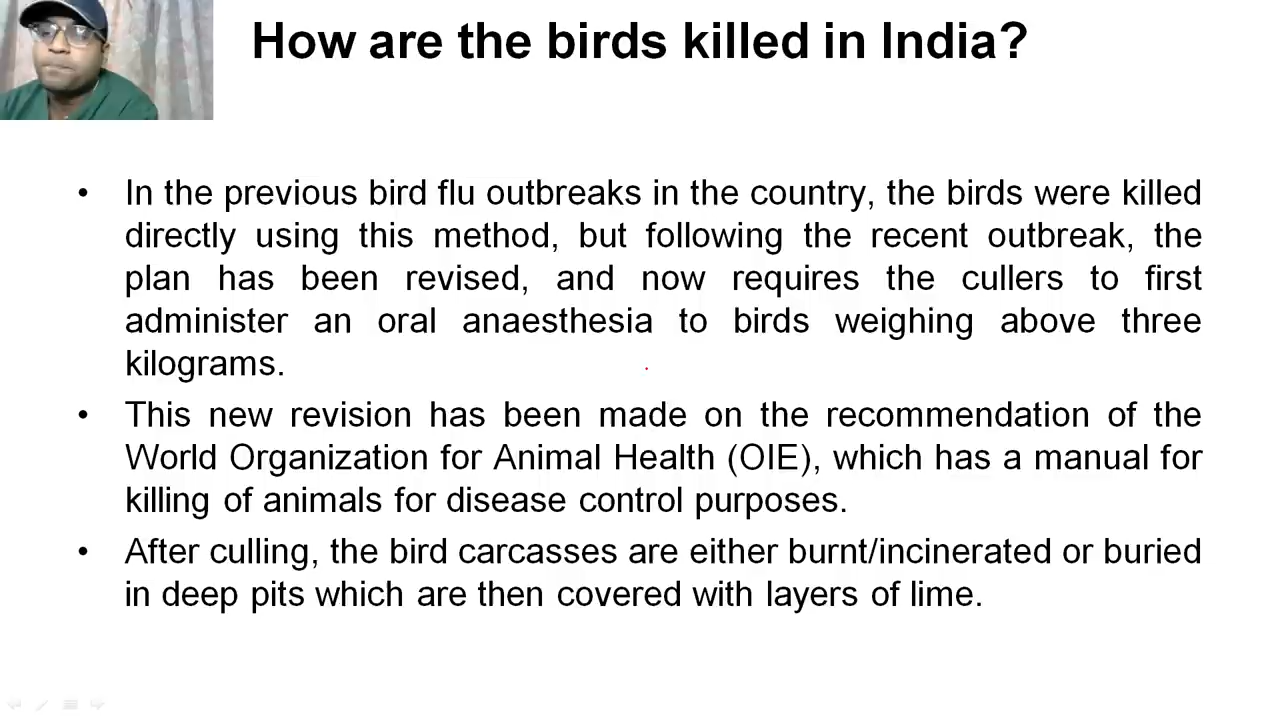 How are the birds killed in India?
• In the previous bird flu outbreaks in the country, the birds were killed
directly using this method, but following the recent outbreak, the
plan has been revised, and now requires the cullers to first
administer an oral anaesthesia to birds weighing above three
kilograms.
• This new revision has been made on the recommendation of the
World Organization for Animal Health (OIE), which has a manual for
killing of animals for disease control purposes.
• After culling, the bird carcasses are either burnt/incinerated or buried
in deep pits which are then covered with layers of lime.